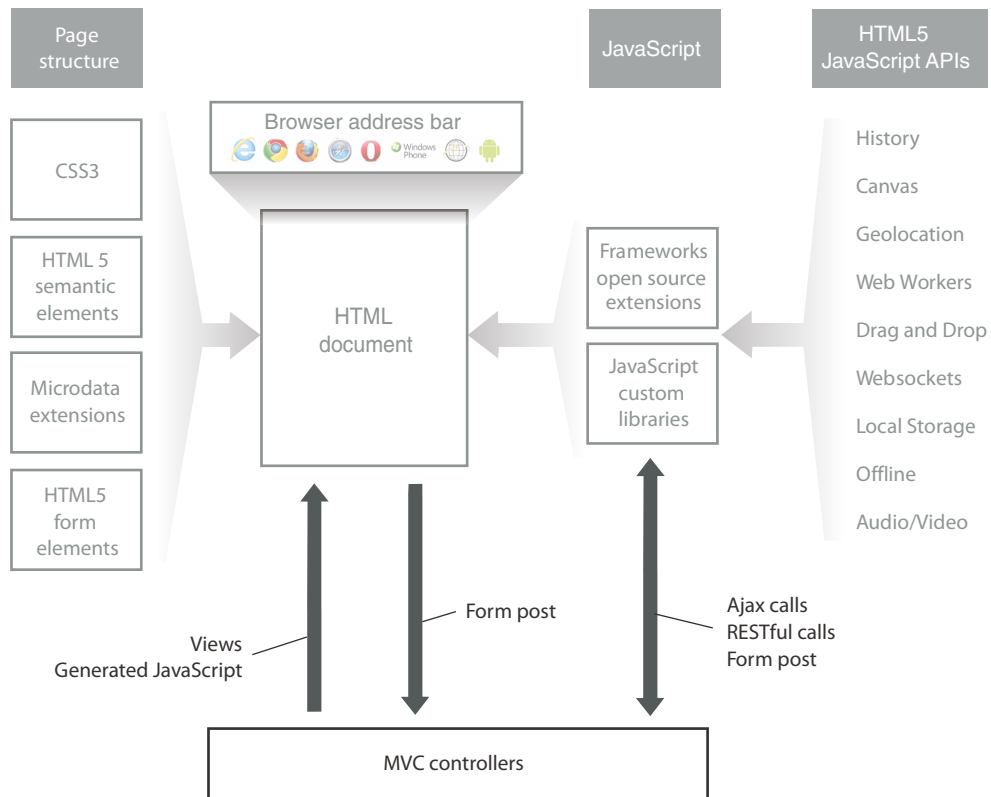 Page
structure
JavaScript
HTML5
JavaScript APIs
Browser address bar
Windows
Phone
CSS3
HTML 5
semantic
elements
Microdata
extensions
HTML5
form
elements
HTML
document
Frameworks
open source
extensions
JavaScript
custom
libraries
History
Canvas
Geolocation
Web Workers
Drag and Drop
Websockets
Local Storage
Offline
Audio/Video
Views
Generated JavaScript
Form post
Ajax calls
RESTful calls
Form post
MVC controllers